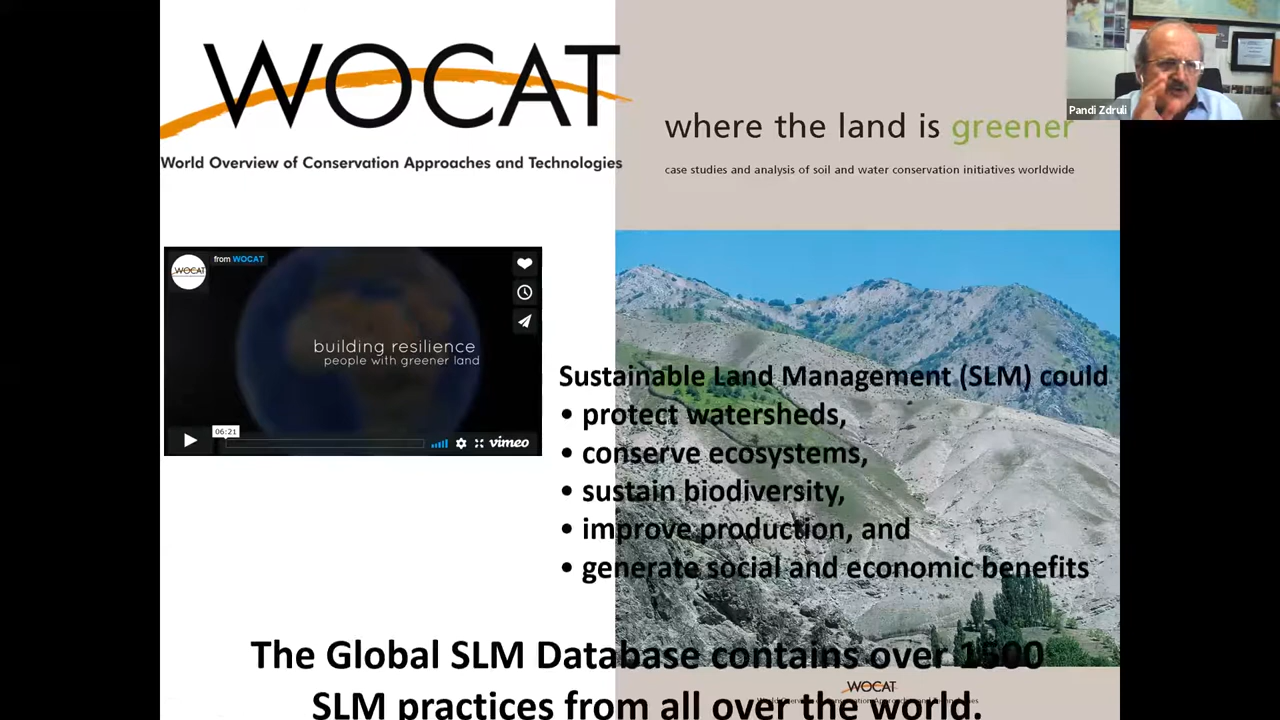 WOCAT
World Overview of Conservation Approaches and Technologies
where the land is greener
case studies and analysis of soil and water conservation initiatives worldwide
Pandi Zdruli
WOCAT
from WOCAT
building resilience
people with greener land
06:21
vimeo
Sustainable Land Management (SLM) could
• protect watersheds,
• conserve ecosystems,
• sustain biodiversity,
• improve production, and
• generate social and economic benefits
The Global SLM Database contains over 1500
SLM practices from all over the world.
WOCAT